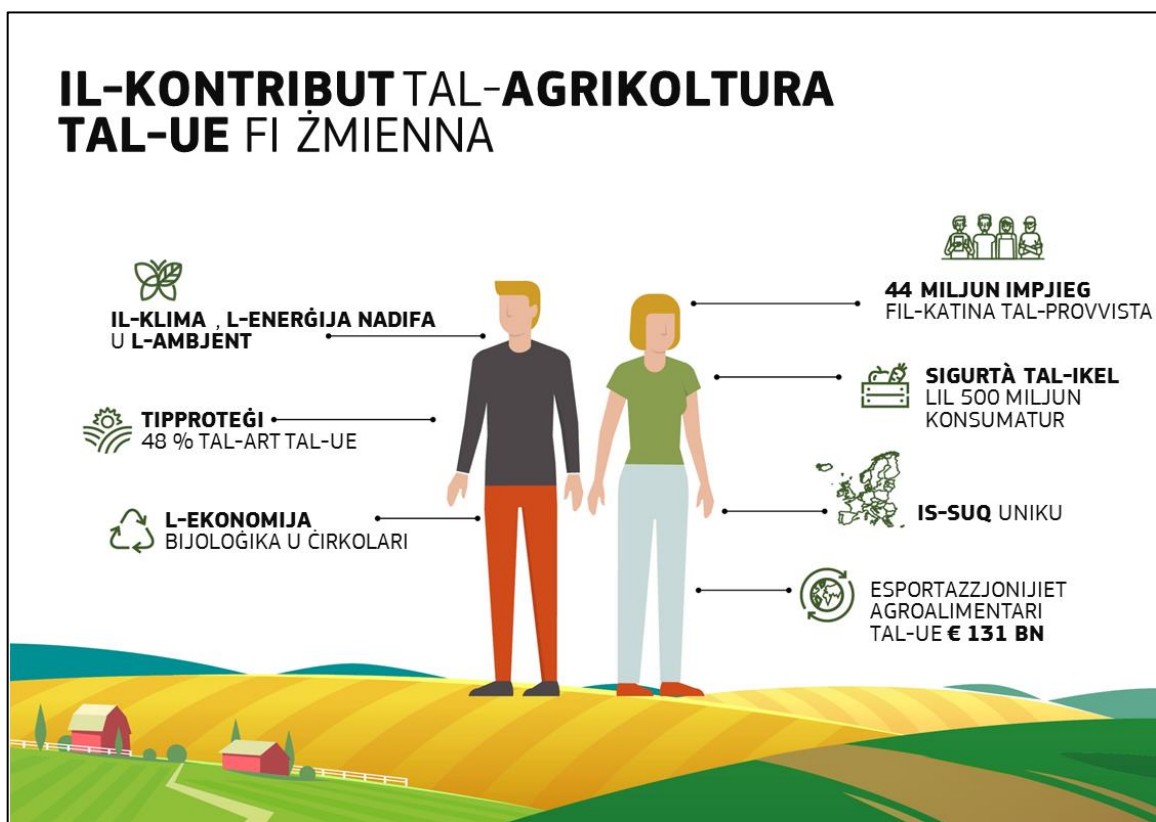 IL-KONTRIBUT TAL-AGRIKOLTURA
TAL-UE FI ŻMIENNA
IL-KLIMA , L-ENERĠIJA NADIFA
U L-AMBJENT
TIPPROTEĠI
48 % TAL-ART TAL-UE
L-EKONOMIJA
BIJOLOĠIKA U ĊIRKOLARI
44 MILJUN IMPJIEG
FIL-KATINA TAL-PROVVISTA
SIGURTÀ TAL-IKEL
LIL 500 MILJUN
KONSUMATUR
IS-SUQ UNIKU
ESPORTAZZJONIJIET
AGROALIMENTARI
TAL-UE € 131 BN